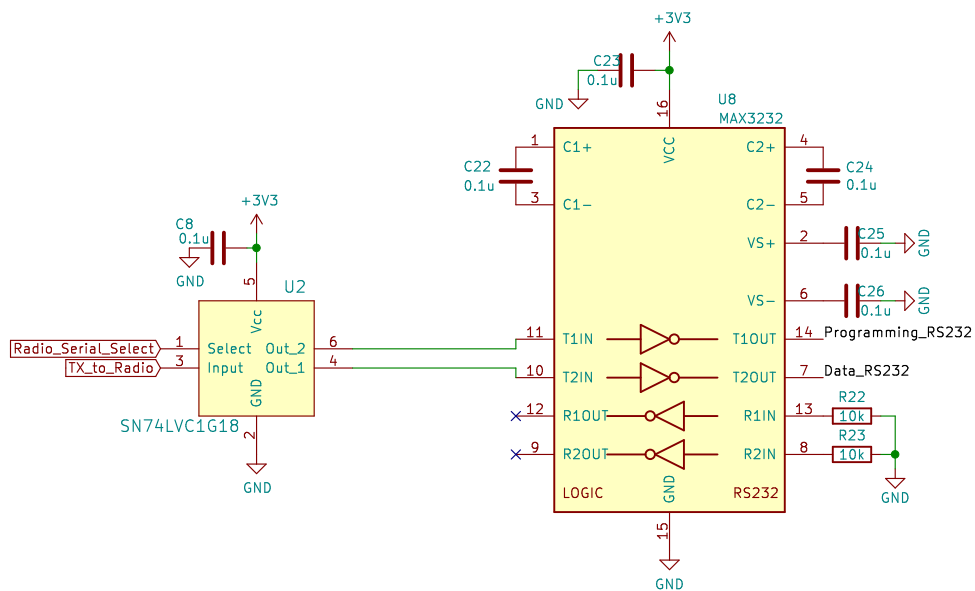 +3V3
C23
0.1u
GND
16
U8
MAX3232
VCC
1
C1+
C2+
4
C22
0.1u
C24
0.1u
3
C1-
C2-
5
+3V3
C8
0.1u
GND
VS+
2
C25
0.1u
GND
5
U2
VS-
6
C26
0.1u
GND
Vcc
Radio_Serial_Select
1
Select
Out_2
6
11
T1IN
T1OUT
14
Programming_RS232
TX_to_Radio
3
Input
Out_1
4
10
T2IN
T2OUT
7
Data_RS232
GND
SN74LVC1G18
2
GND
12
R1OUT
R1IN
13
R22
10k
9
R2OUT
R2IN
8
R23
10k
GND
LOGIC
GND
RS232
15
GND